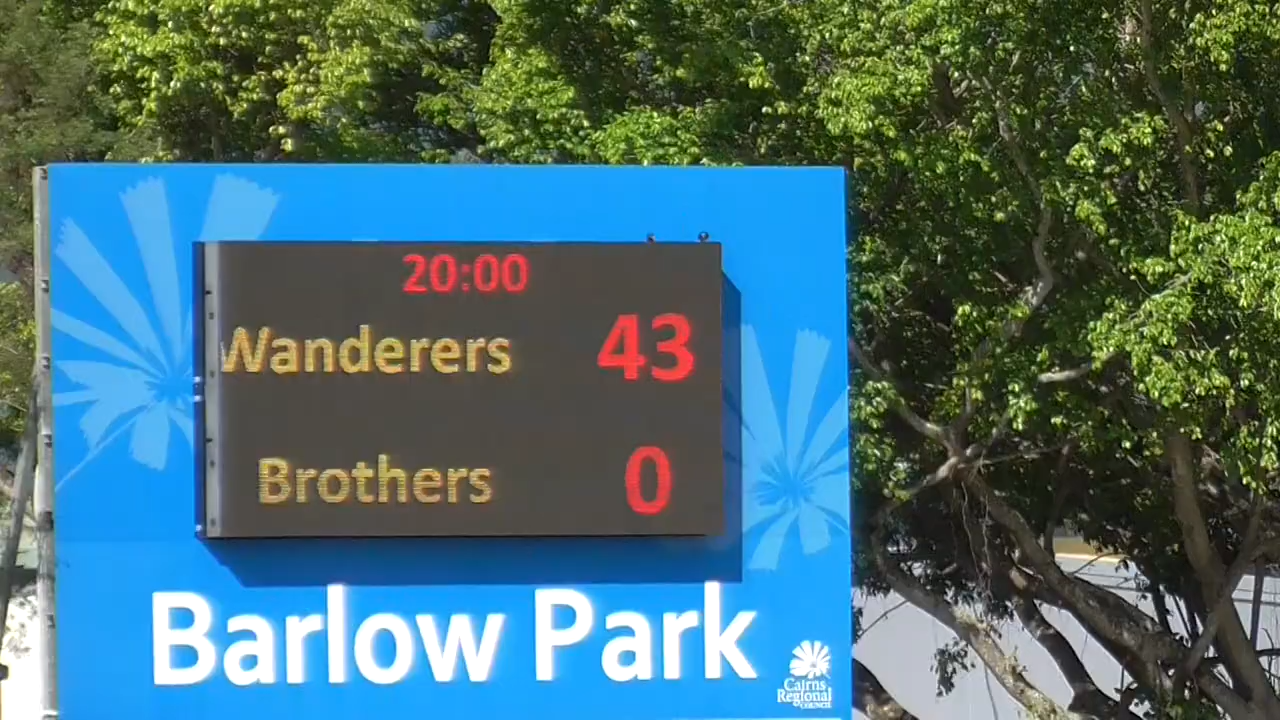 20:00
Wanderers 43
Brothers 0
Barlow Park
Cairns
Regional
COUNCIL